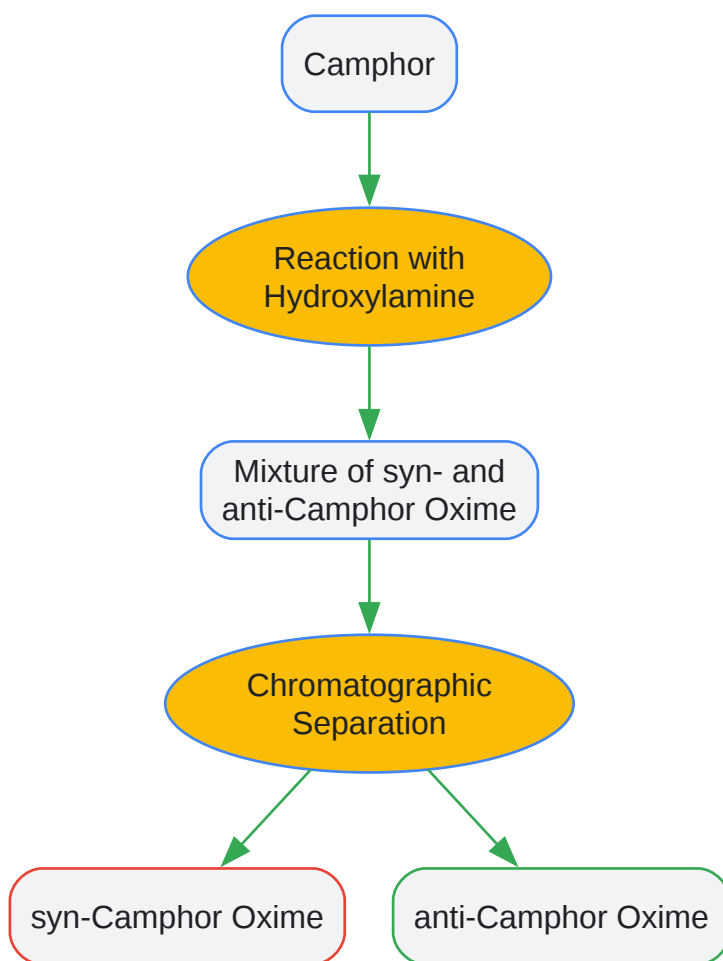 Camphor
Reaction with
Hydroxylamine
Mixture of syn- and
anti-Camphor Oxime
Chromatographic
Separation
syn-Camphor Oxime
anti-Camphor Oxime